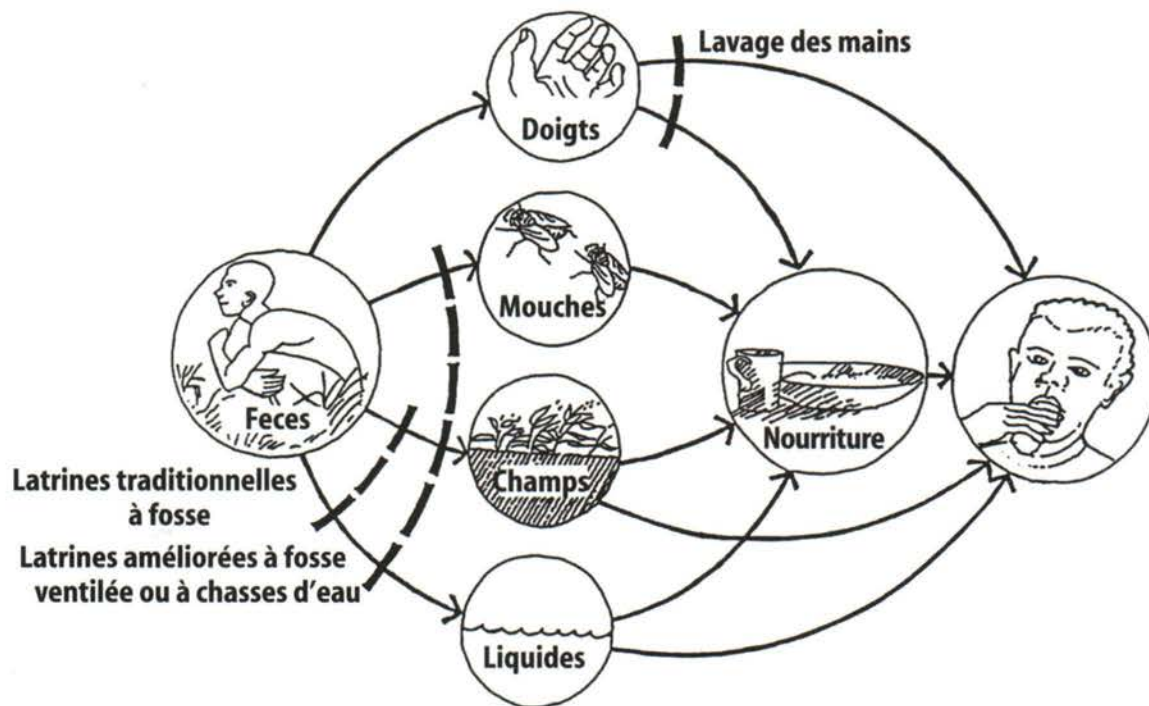 Lavage des mains
Doigts
Mouches
Feces
Nourriture
Champs
Latrines traditionnelles
à fosse
Latrines améliorées à fosse
ventilée ou à chasses d'eau
Liquides